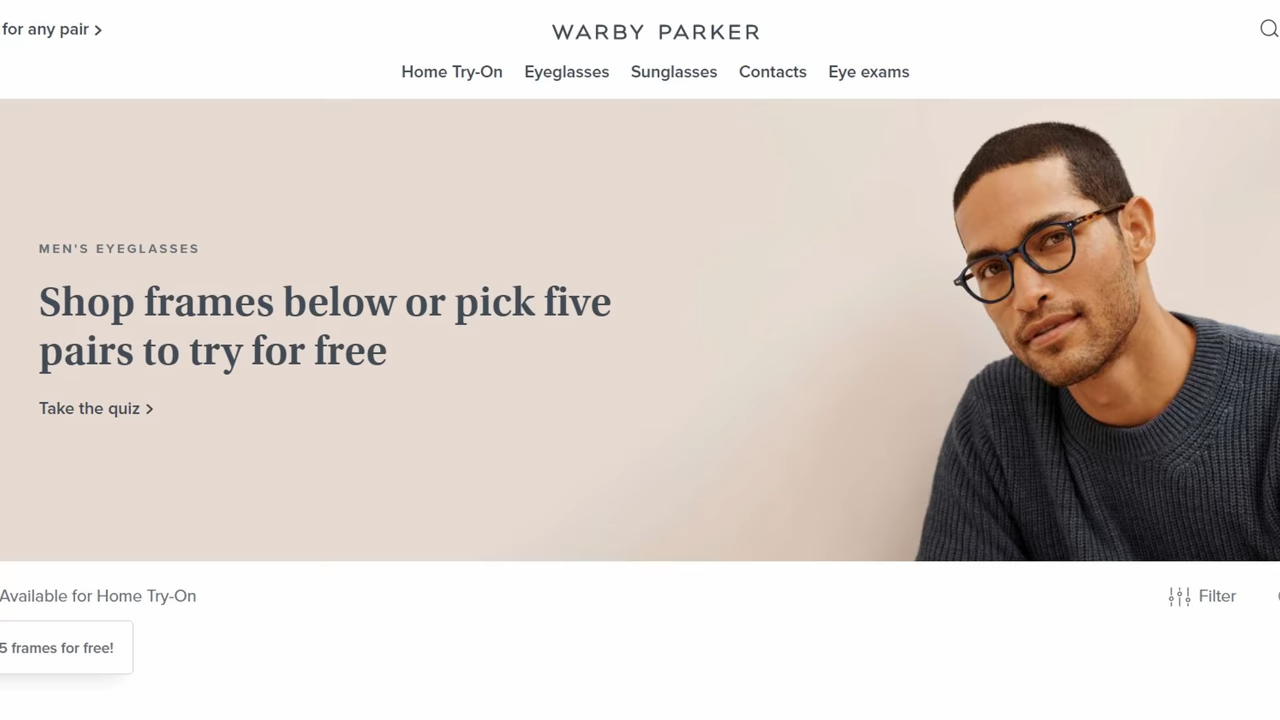 for any pair
WARBY PARKER
Home Try-On Eyeglasses Sunglasses Contacts Eye exams
MEN'S EYEGLASSES
Shop frames below or pick five
pairs to try for free
Take the quiz
Available for Home Try-On
Filter
5 frames for free!